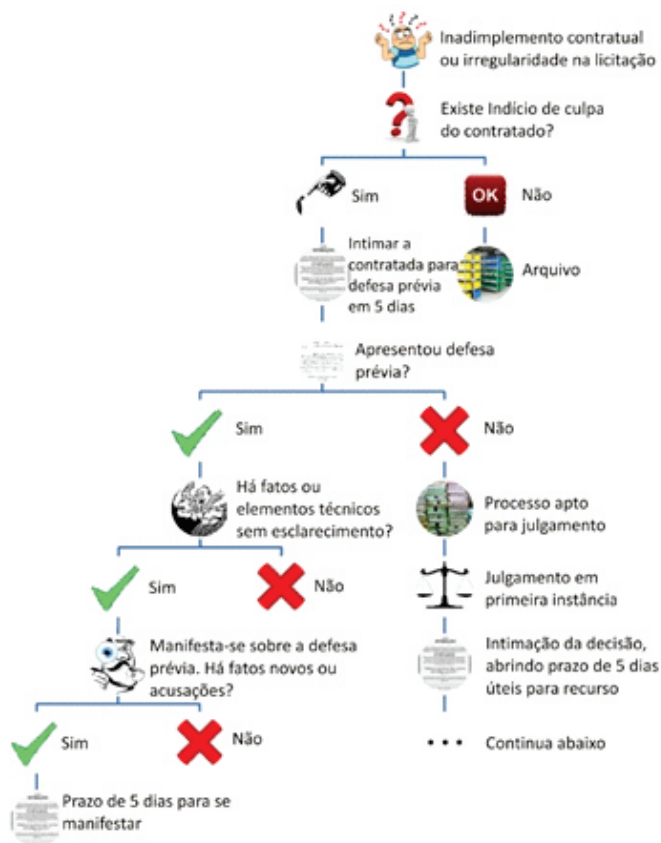 Inadimplemento contratual
ou irregularidade na licitação
Existe Indício de culpa
do contratado?
Sim
OK
Não
Intimar a
contratada para
defesa prévia
em 5 dias
Arquivo
Apresentou defesa
prévia?
Sim
Não
Há fatos ou
elementos técnicos
sem esclarecimento?
Processo apto
para julgamento
Sim
Não
Julgamento em
primeira instância
Manifesta-se sobre a defesa
prévia. Há fatos novos ou
acusações?
Intimação da decisão,
abrindo prazo de 5 dias
úteis para recurso
Sim
Não
• • • Continua abaixo
Prazo de 5 dias para se
manifestar